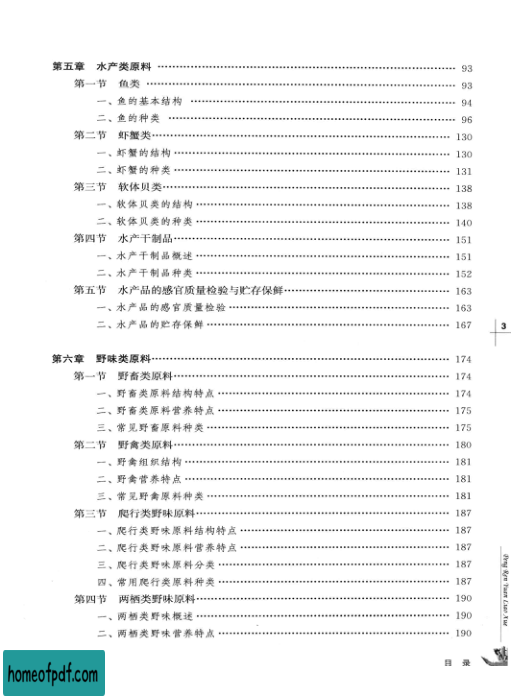 第五章 水产类原料 …… 93
第一节 鱼类 …… 93
一、鱼的基本结构 …… 94
二、鱼的种类 …… 96
第二节 虾蟹类 …… 130
一、虾蟹的结构 …… 130
二、虾蟹的种类 …… 131
第三节 软体贝类 …… 138
一、软体贝类的结构 …… 138
二、软体贝类的种类 …… 140
第四节 水产干制品 …… 151
一、水产干制品概述 …… 151
二、水产干制品种类 …… 152
第五节 水产品的感官质量检验与贮存保鲜 …… 163
一、水产品的感官质量检验 …… 163
二、水产品的贮存保鲜 …… 167
3
第六章 野味类原料 …… 174
第一节 野畜类原料 …… 174
一、野畜类原料结构特点 …… 174
二、野畜类原料营养特点 …… 175
三、常见野畜原料种类 …… 175
第二节 野禽类原料 …… 180
一、野禽组织结构 …… 181
二、野禽营养特点 …… 181
三、常见野禽原料种类 …… 181
第三节 爬行类野味原料 …… 187
一、爬行类野味原料结构特点 …… 187
二、爬行类野味原料营养特点 …… 187
三、爬行类野味原料分类 …… 187
四、常用爬行类原料种类 …… 187
第四节 两栖类野味原料 …… 190
一、两栖类野味概述 …… 190
二、两栖类野味营养特点 …… 190
Peng Ren Yuan Liao Xue
目 录
homeofpdf.com